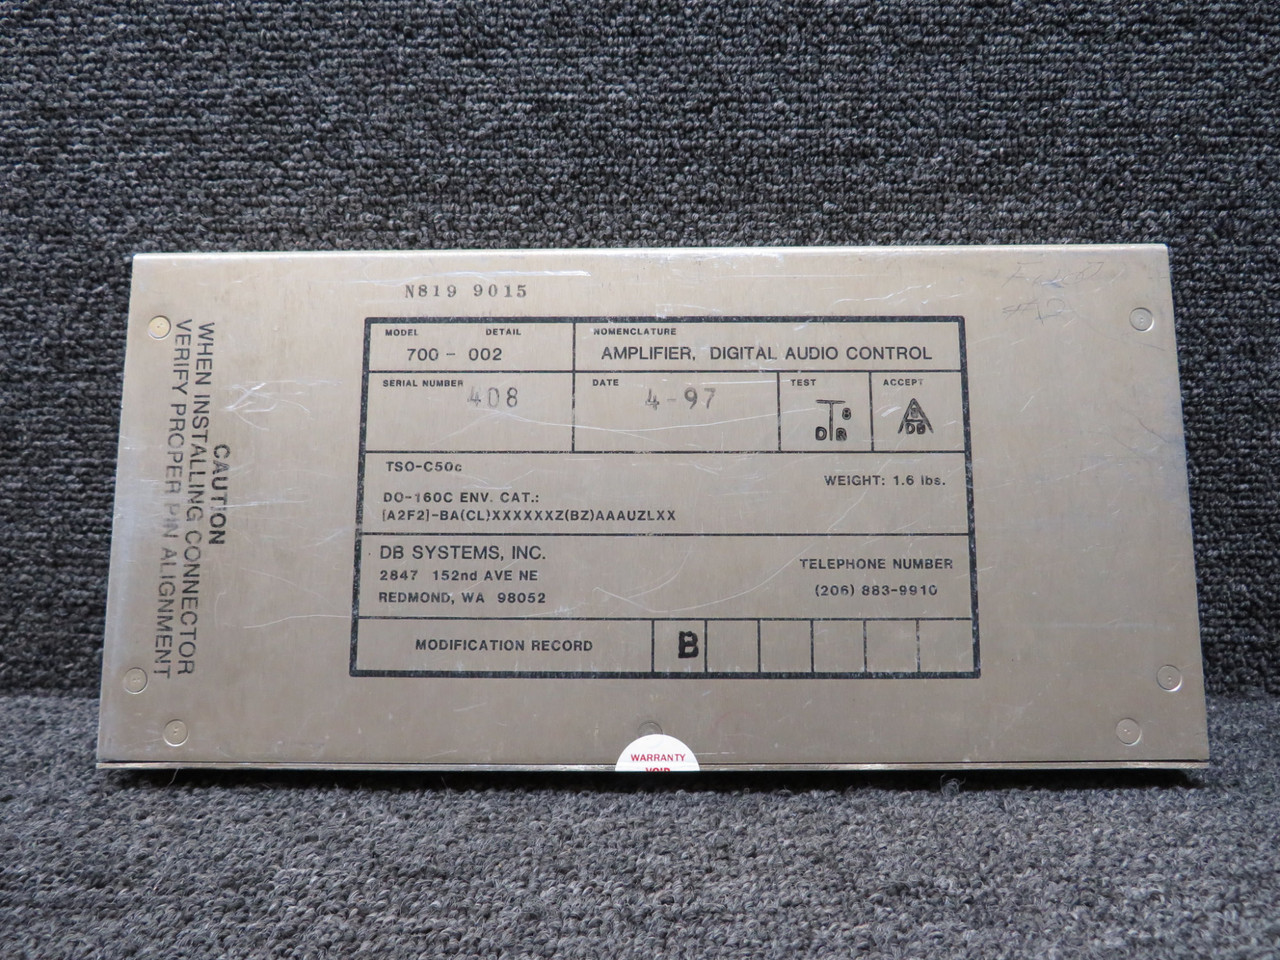 N819 9015
MODEL DETAIL
700 - 002
NOMENCLATURE
AMPLIFIER, DIGITAL AUDIO CONTROL
SERIAL NUMBER 408
DATE 4-97
TEST
T 8
D R
ACCEPT
DB
TSO-C50c
WEIGHT: 1.6 lbs.
DO-160C ENV. CAT.:
[A2F2]-BA(CL)XXXXXXZ(BZ)AAAUZLXX
DB SYSTEMS, INC.
2847 152nd AVE NE
REDMOND, WA 98052
TELEPHONE NUMBER
(206) 883-9910
MODIFICATION RECORD B
CAUTION
WHEN INSTALLING CONNECTOR
VERIFY PROPER PIN ALIGNMENT
WARRANTY
VOID